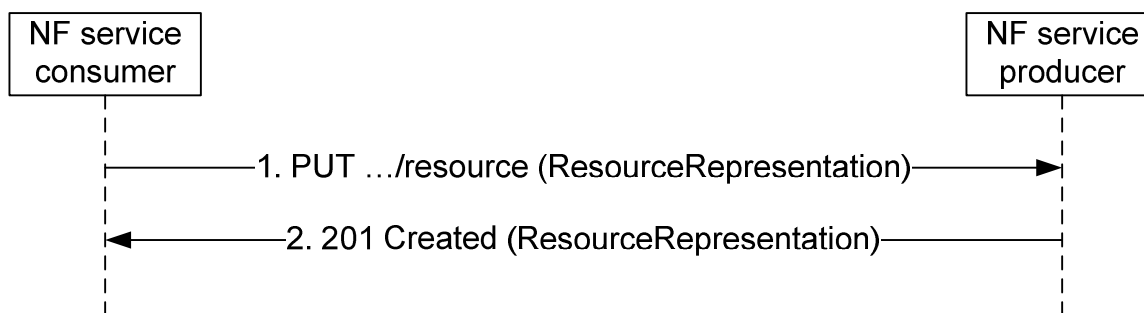 NF service
consumer
NF service
producer
1. PUT …/resource (ResourceRepresentation)
2. 201 Created (ResourceRepresentation)